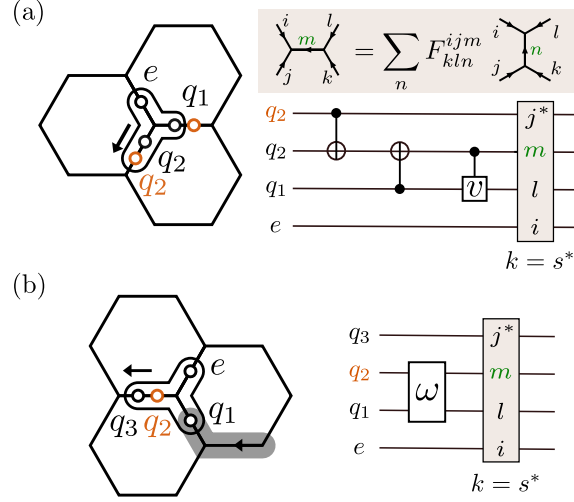 (a)
e
q₁
q₂
q₂
i l
m
j k
= ∑ₙ F^{ijm}_{kln}
i l
n
j k
q₂
q₂
q₁
e
v
j*
m
l
i
k = s*
(b)
e
q₃ q₂ q₁
q₃
q₂
q₁
e
ω
j*
m
l
i
k = s*